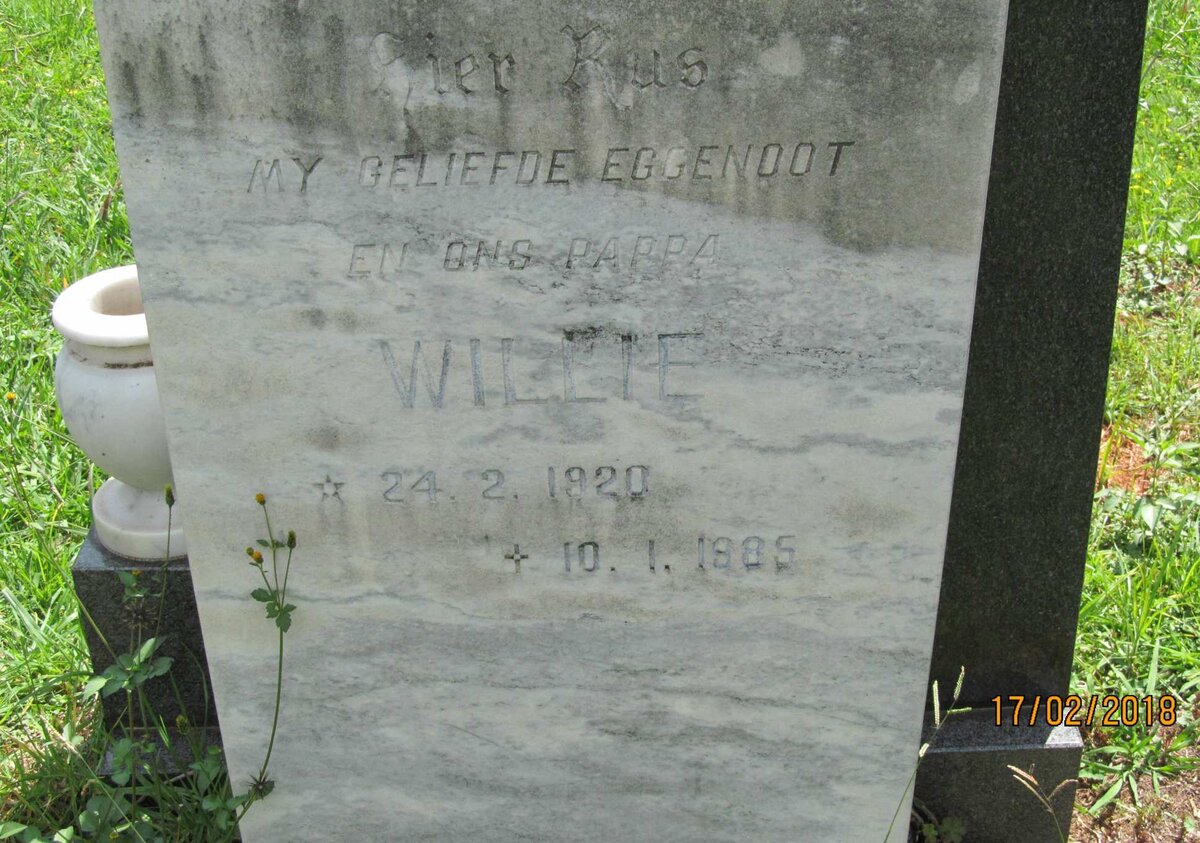 Hier Rus
MY GELIEFDE EGGENOOT
EN ONS PAPPA
WILLIE
☆ 24. 2. 1920
✝ 10. 1. 1985
17/02/2018